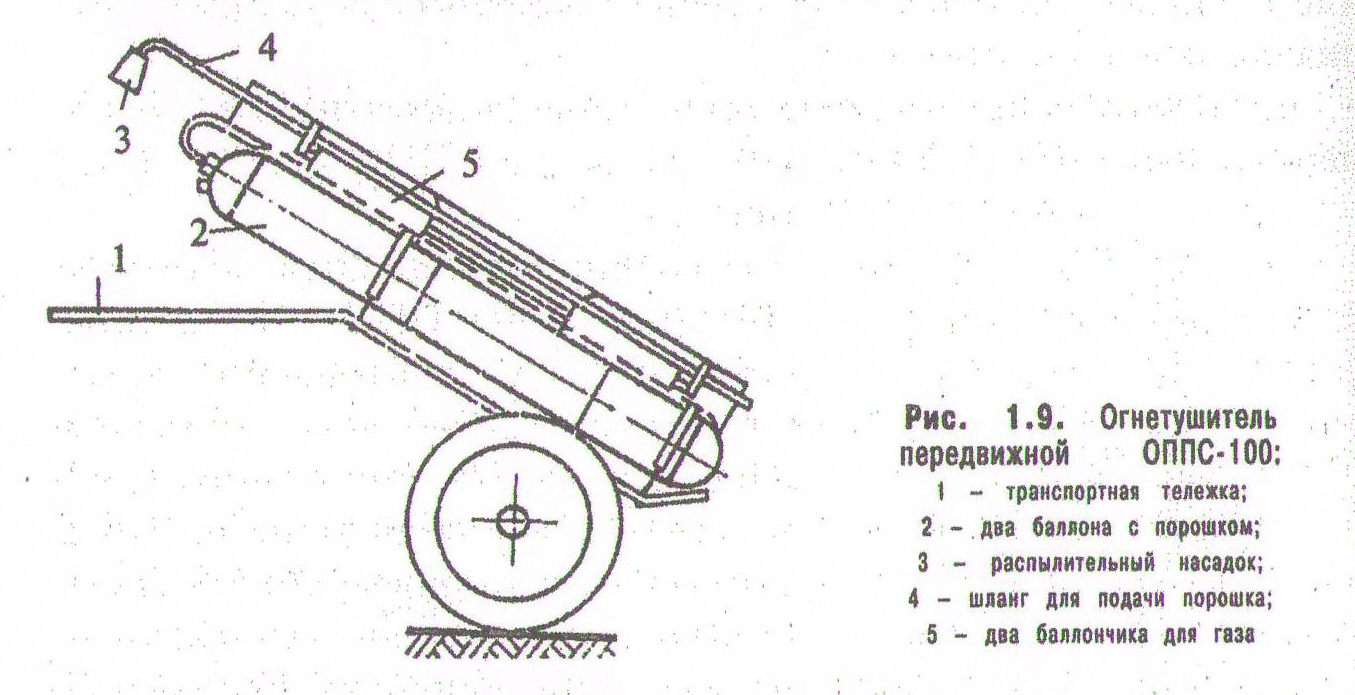 4
3
5
2
1
Рис. 1.9. Огнетушитель
передвижной ОППС-100:
1 – транспортная тележка;
2 – два баллона с порошком;
3 – распылительный насадок;
4 – шланг для подачи порошка;
5 – два баллончика для газа